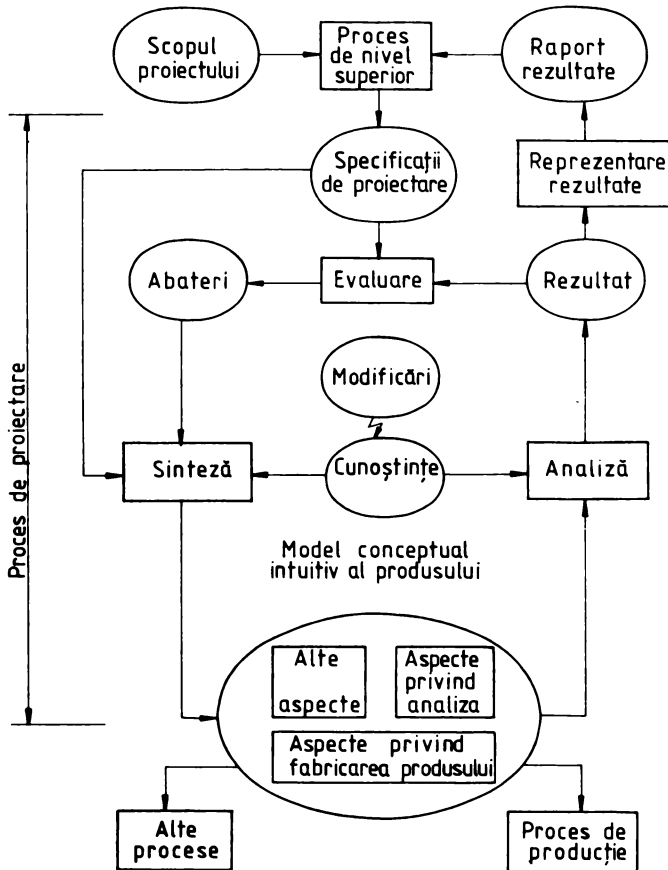 Scopul
proiectului
Proces
de nivel
superior
Raport
rezultate
Specificații
de proiectare
Reprezentare
rezultate
Abateri
Evaluare
Rezultat
Modificări
Proces de proiectare
Sinteză
Cunoștințe
Analiză
Model conceptual
intuitiv al produsului
Alte
aspecte
Aspecte
privind
analiza
Aspecte privind
fabricarea produsului
Alte
procese
Proces de
producție